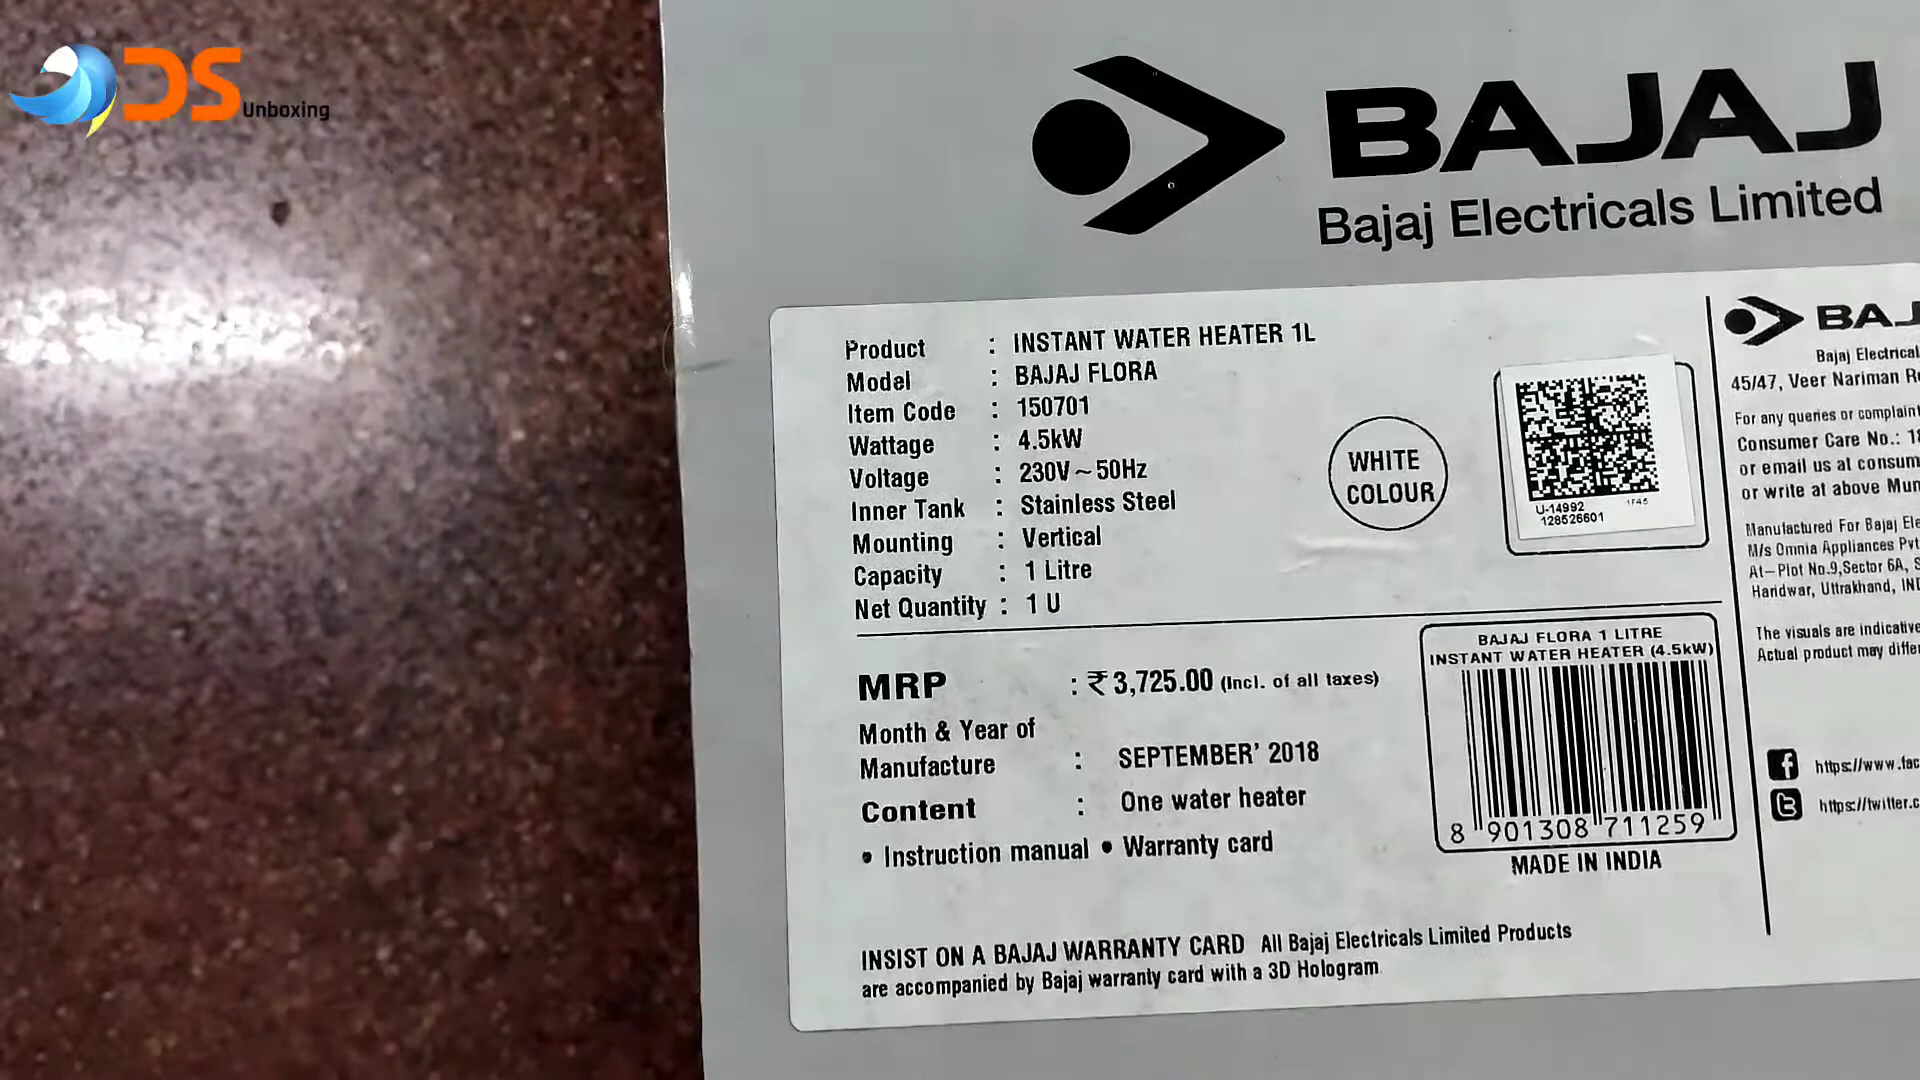 DS Unboxing
BAJAJ
Bajaj Electricals Limited
Product : INSTANT WATER HEATER 1L
Model : BAJAJ FLORA
Item Code : 150701
Wattage : 4.5kW
Voltage : 230V ~ 50Hz
Inner Tank : Stainless Steel
Mounting : Vertical
Capacity : 1 Litre
Net Quantity : 1 U
WHITE
COLOUR
U-14992 1F46
128526601
MRP : ₹ 3,725.00 (Incl. of all taxes)
Month & Year of
Manufacture : SEPTEMBER' 2018
Content : One water heater
• Instruction manual • Warranty card
BAJAJ FLORA 1 LITRE
INSTANT WATER HEATER (4.5kW)
8 901308 711259
MADE IN INDIA
INSIST ON A BAJAJ WARRANTY CARD All Bajaj Electricals Limited Products
are accompanied by Bajaj warranty card with a 3D Hologram
BAJ
Bajaj Electrical
45/47, Veer Nariman R
For any queries or complaint
Consumer Care No.: 18
or email us at consum
or write at above Mun
Manufactured For Bajaj Ele
M/s Omnia Appliances Pvt
At-Plot No.9,Sector 6A, S
Haridwar, Uttrakhand, IND
The visuals are indicative
Actual product may differ
https://www.fac
https://twitter.c